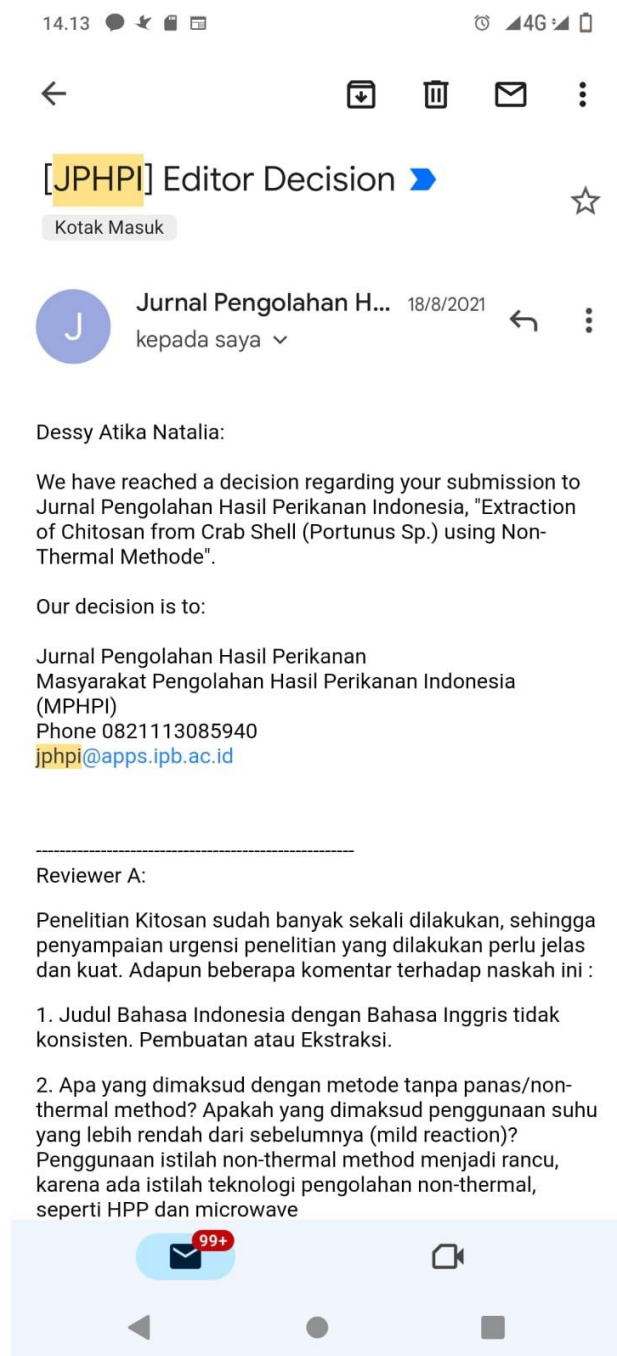 14.13
4G
[JPHPI] Editor Decision
Kotak Masuk
J
Jurnal Pengolahan H... 18/8/2021
kepada saya
Dessy Atika Natalia:
We have reached a decision regarding your submission to
Jurnal Pengolahan Hasil Perikanan Indonesia, "Extraction
of Chitosan from Crab Shell (Portunus Sp.) using Non-
Thermal Methode".
Our decision is to:
Jurnal Pengolahan Hasil Perikanan
Masyarakat Pengolahan Hasil Perikanan Indonesia
(MPHPI)
Phone 0821113085940
jphpi@apps.ipb.ac.id
------------------------------------------------------
Reviewer A:
Penelitian Kitosan sudah banyak sekali dilakukan, sehingga
penyampaian urgensi penelitian yang dilakukan perlu jelas
dan kuat. Adapun beberapa komentar terhadap naskah ini :
1. Judul Bahasa Indonesia dengan Bahasa Inggris tidak
konsisten. Pembuatan atau Ekstraksi.
2. Apa yang dimaksud dengan metode tanpa panas/non-
thermal method? Apakah yang dimaksud penggunaan suhu
yang lebih rendah dari sebelumnya (mild reaction)?
Penggunaan istilah non-thermal method menjadi rancu,
karena ada istilah teknologi pengolahan non-thermal,
seperti HPP dan microwave
99+